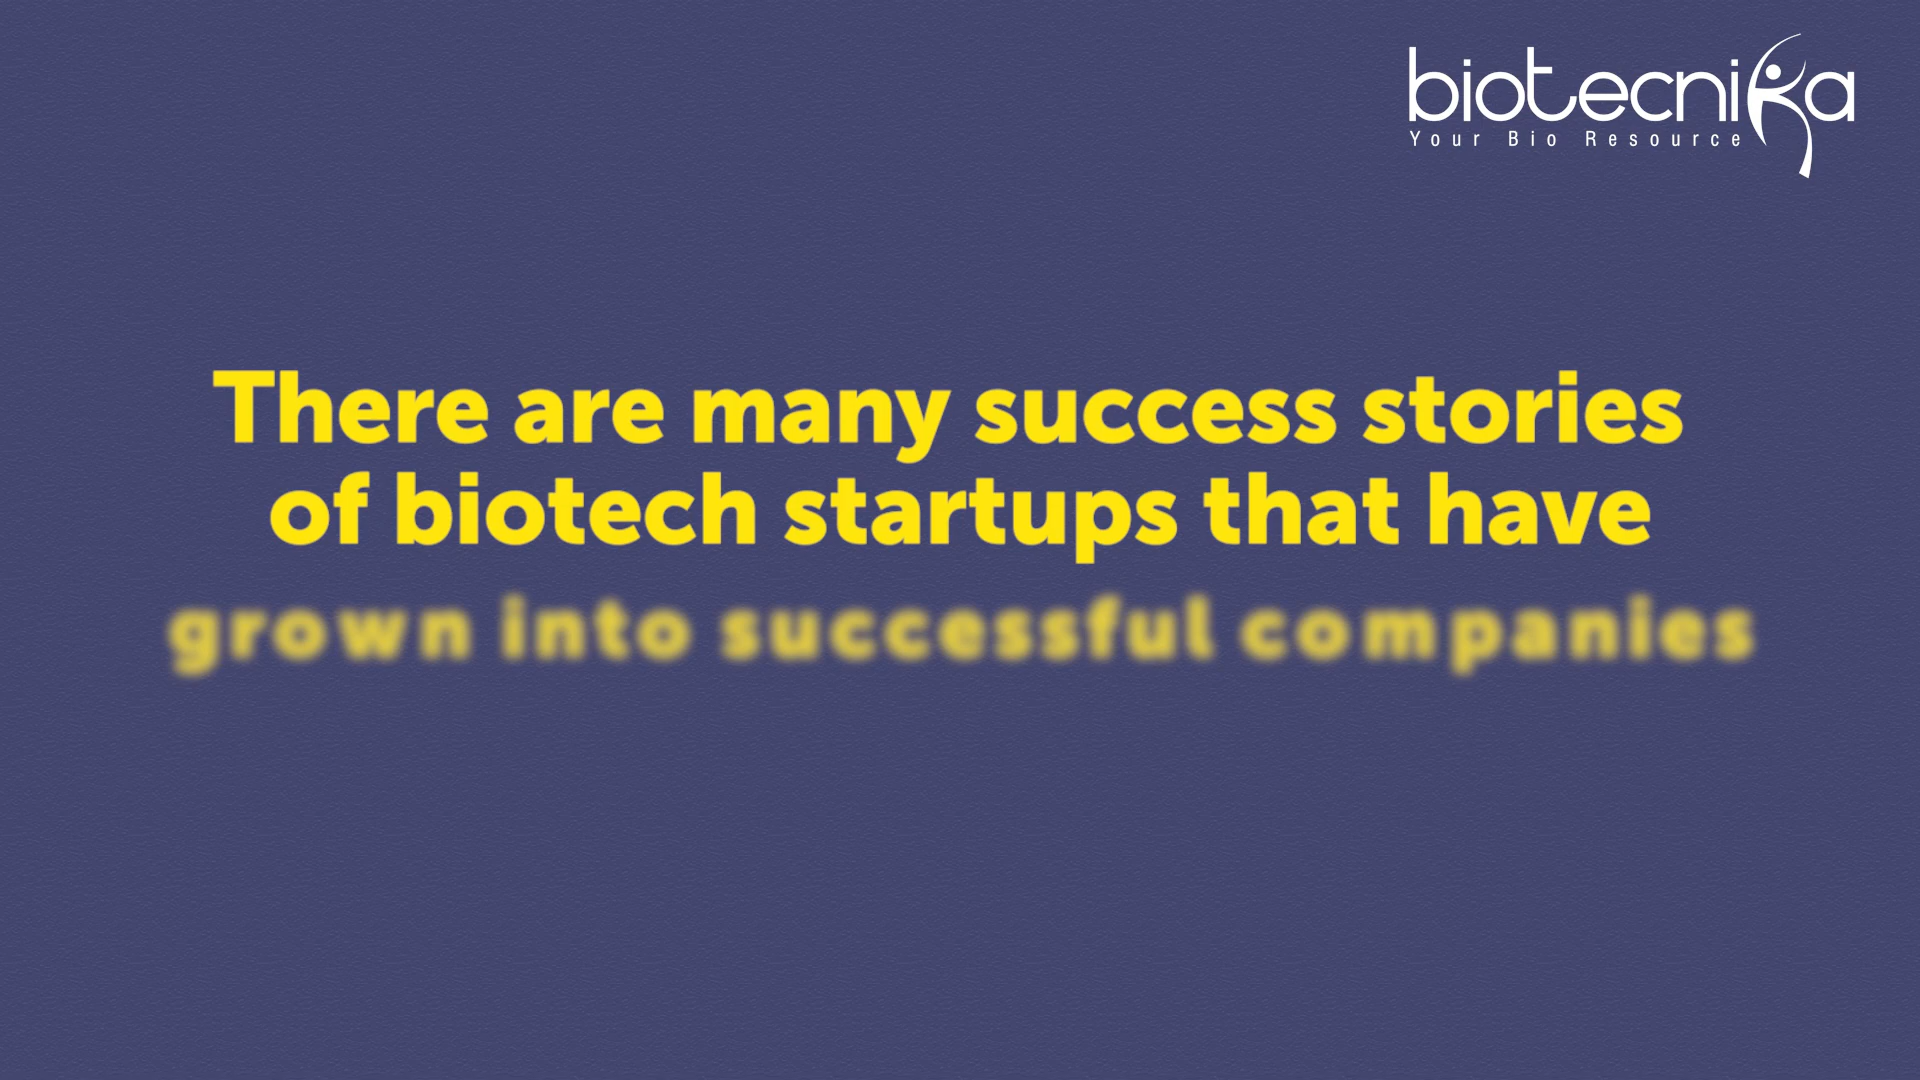 biotecnika
Your Bio Resource
There are many success stories
of biotech startups that have
grown into successful companies